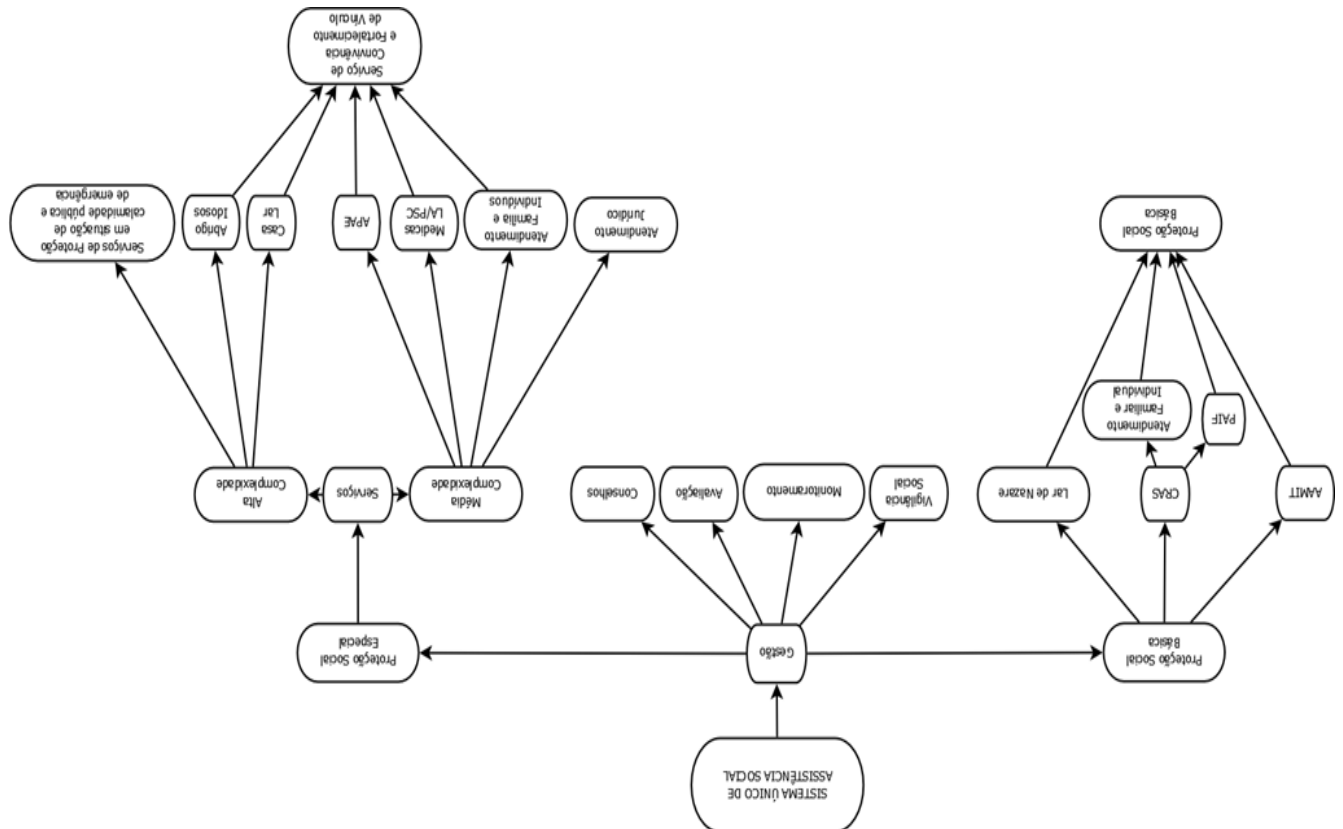 SISTEMA ÚNICO DE
ASSISTÊNCIA SOCIAL
Proteção Social
Básica
Gestão
Proteção Social
Especial
AAMIT
CRAS
Lar de Nazare
Vigilância
Social
Monitoramento
Avaliação
Conselhos
Média
Complexidade
Serviços
Alta
Complexidade
PAIF
Atendimento
Familiar e
Individual
Proteção Social
Básica
Atendimento
Jurídico
Atendimento
Família e
Indivíduos
Medicas
LA/PSC
APAE
Casa
Lar
Abrigo
Idosos
Serviços de Proteção
em situação de
calamidade pública e
de emergência
Serviço de
Convivência
e Fortalecimento
de Vínculo